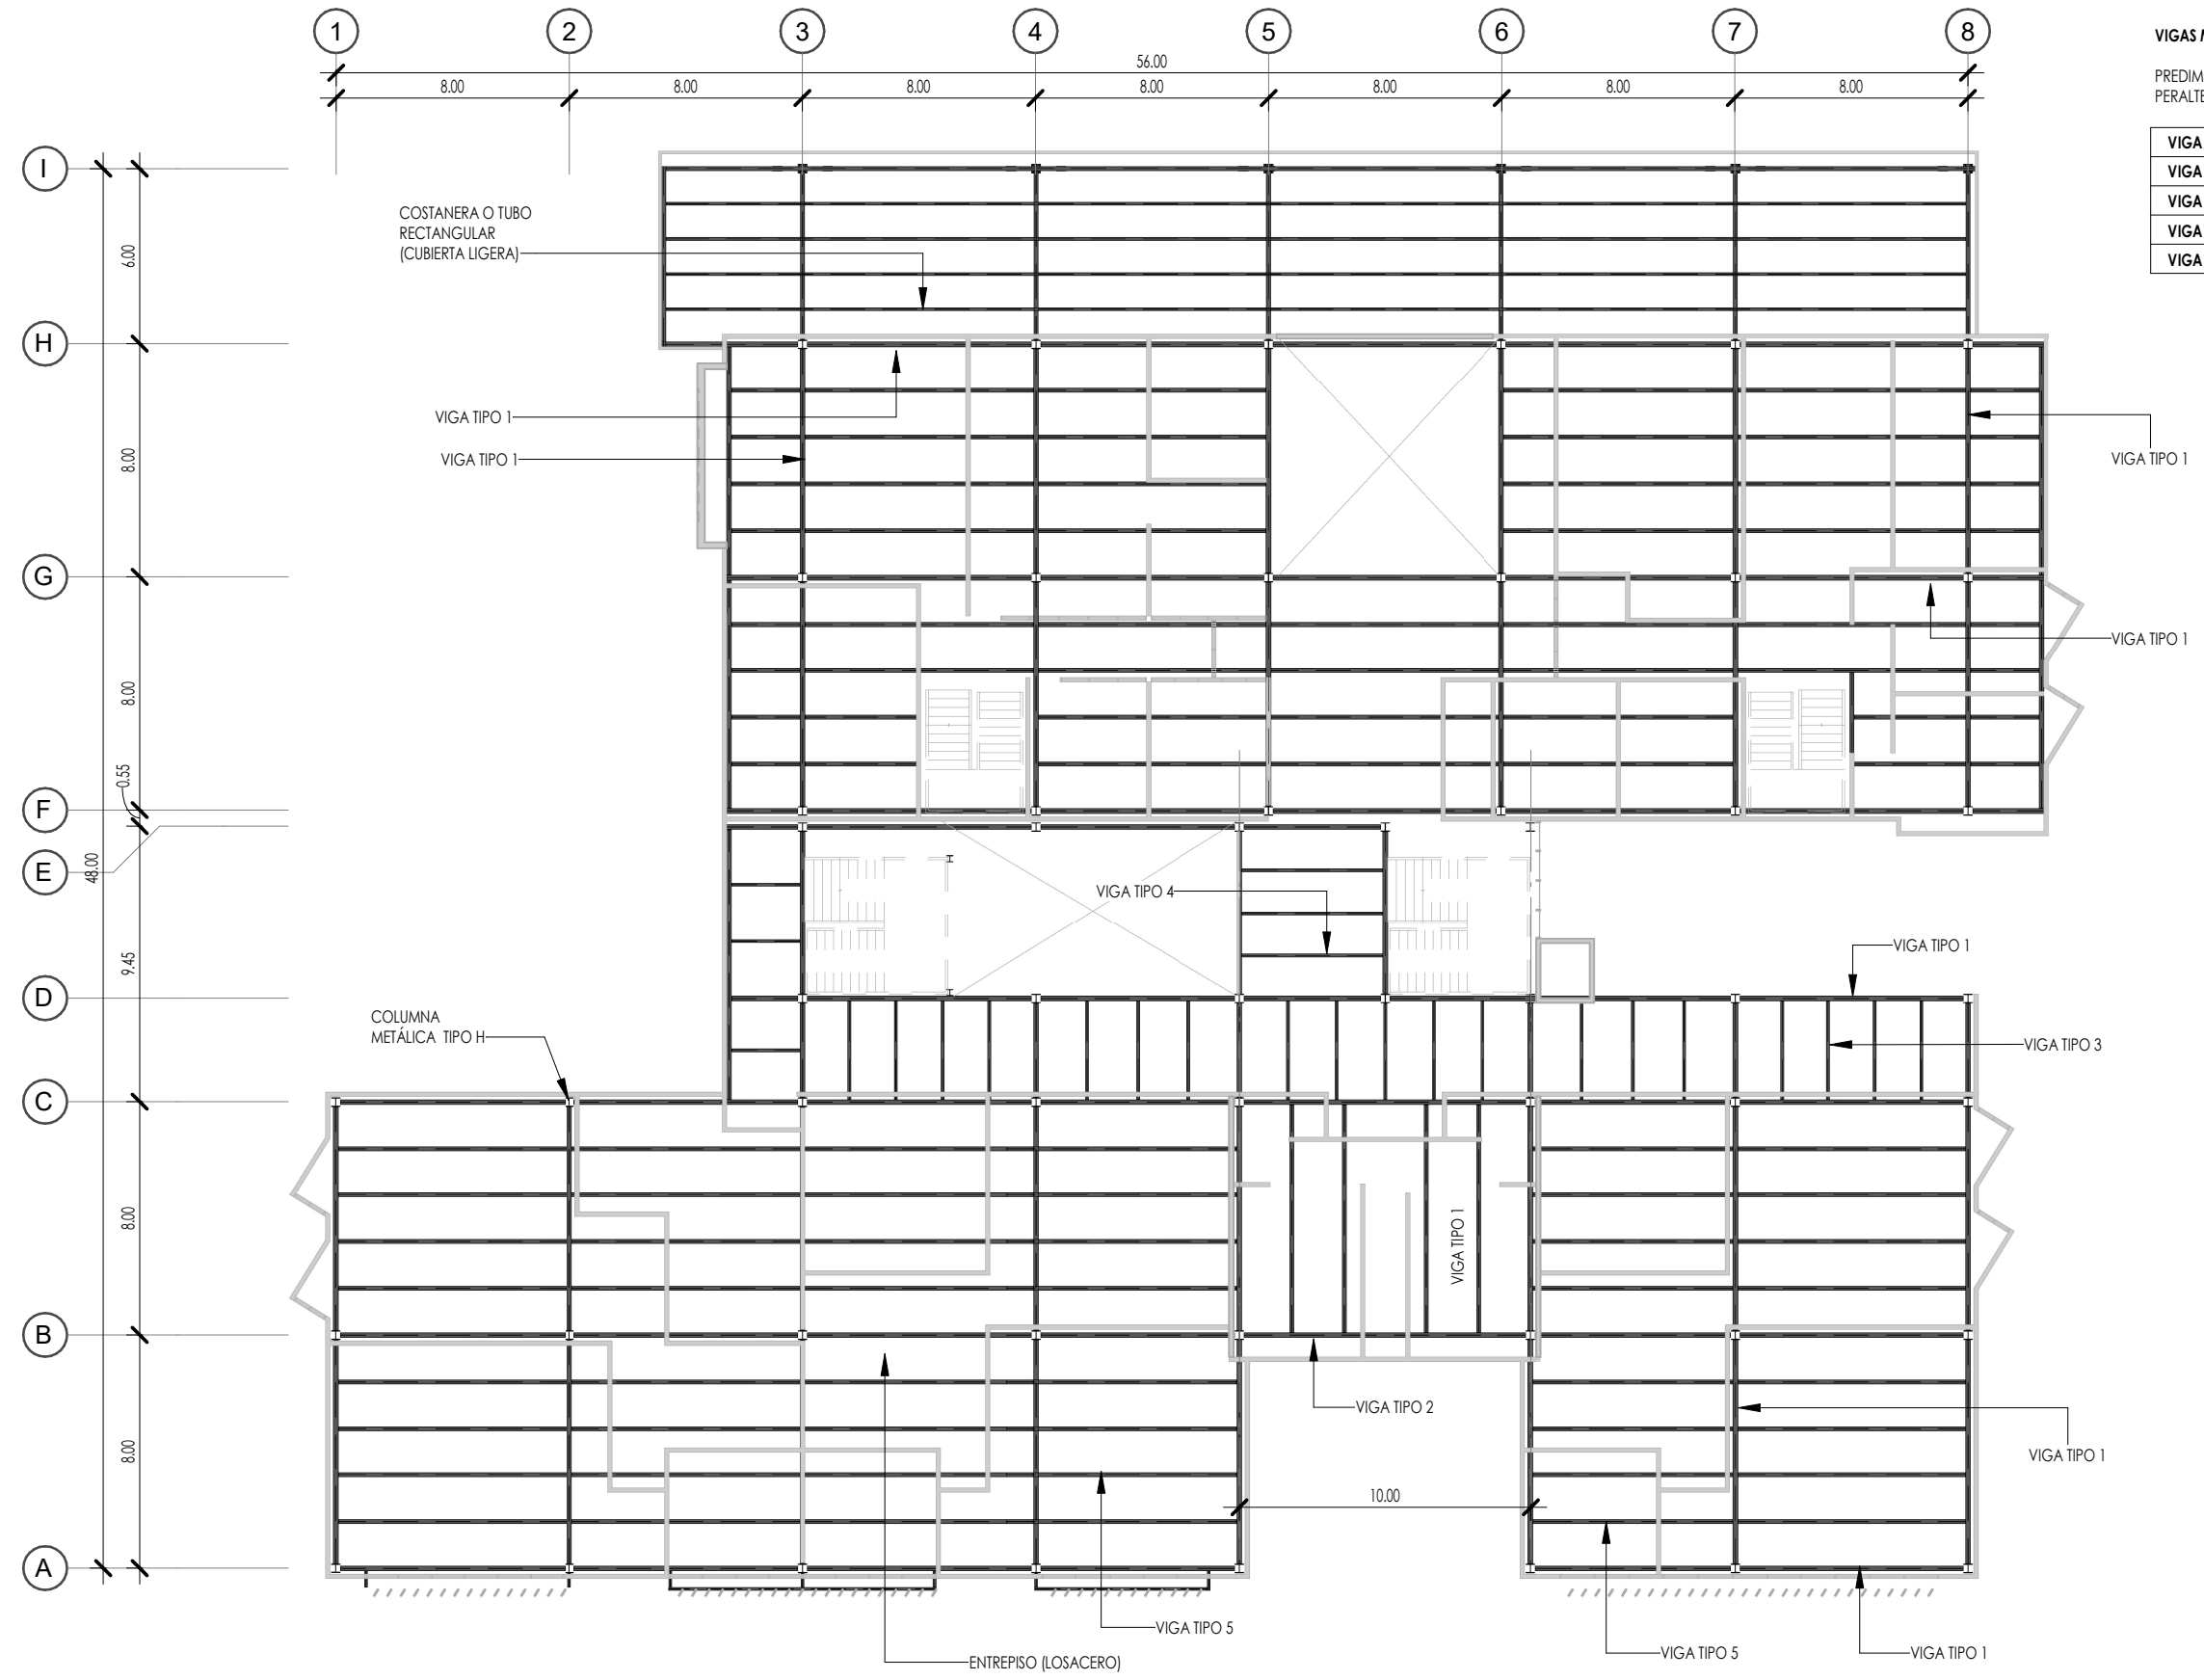 1 2 3 4 5 6 7 8
56.00
8.00 8.00 8.00 8.00 8.00 8.00 8.00
VIGAS
PREDIM
PERALTE
VIGA
VIGA
VIGA
VIGA
VIGA
I
COSTANERA O TUBO
RECTANGULAR
(CUBIERTA LIGERA)
6.00
H
VIGA TIPO 1
VIGA TIPO 1
VIGA TIPO 1
8.00
G
VIGA TIPO 1
8.00
0.55
F
E
48.00
VIGA TIPO 4
VIGA TIPO 1
9.45
D
COLUMNA
METÁLICA TIPO H
VIGA TIPO 3
C
8.00
VIGA TIPO 1
B
VIGA TIPO 2
8.00
VIGA TIPO 1
10.00
A
VIGA TIPO 5
ENTREPISO (LOSACERO)
VIGA TIPO 5
VIGA TIPO 1